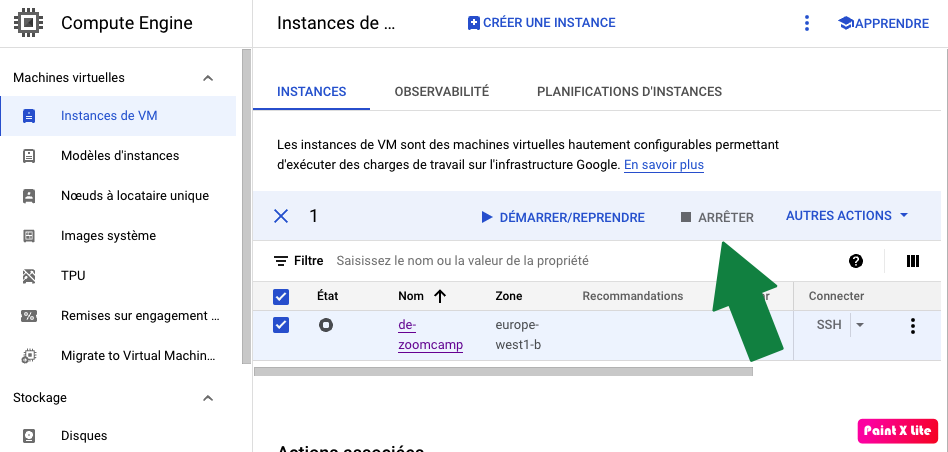 Compute Engine
Instances de ...
CRÉER UNE INSTANCE
APPRENDRE
Machines virtuelles
Instances de VM
Modèles d'instances
Nœuds à locataire unique
Images système
TPU
Remises sur engagement ...
Migrate to Virtual Machin...
Stockage
Disques
INSTANCES
OBSERVABILITÉ
PLANIFICATIONS D'INSTANCES
Les instances de VM sont des machines virtuelles hautement configurables permettant
d'exécuter des charges de travail sur l'infrastructure Google. En savoir plus
1
DÉMARRER/REPRENDRE
ARRÊTER
AUTRES ACTIONS
Filtre
Saisissez le nom ou la valeur de la propriété
État
Nom
Zone
Recommandations
Connecter
de-
zoomcamp
europe-
west1-b
SSH
Actions associées
Paint X Lite